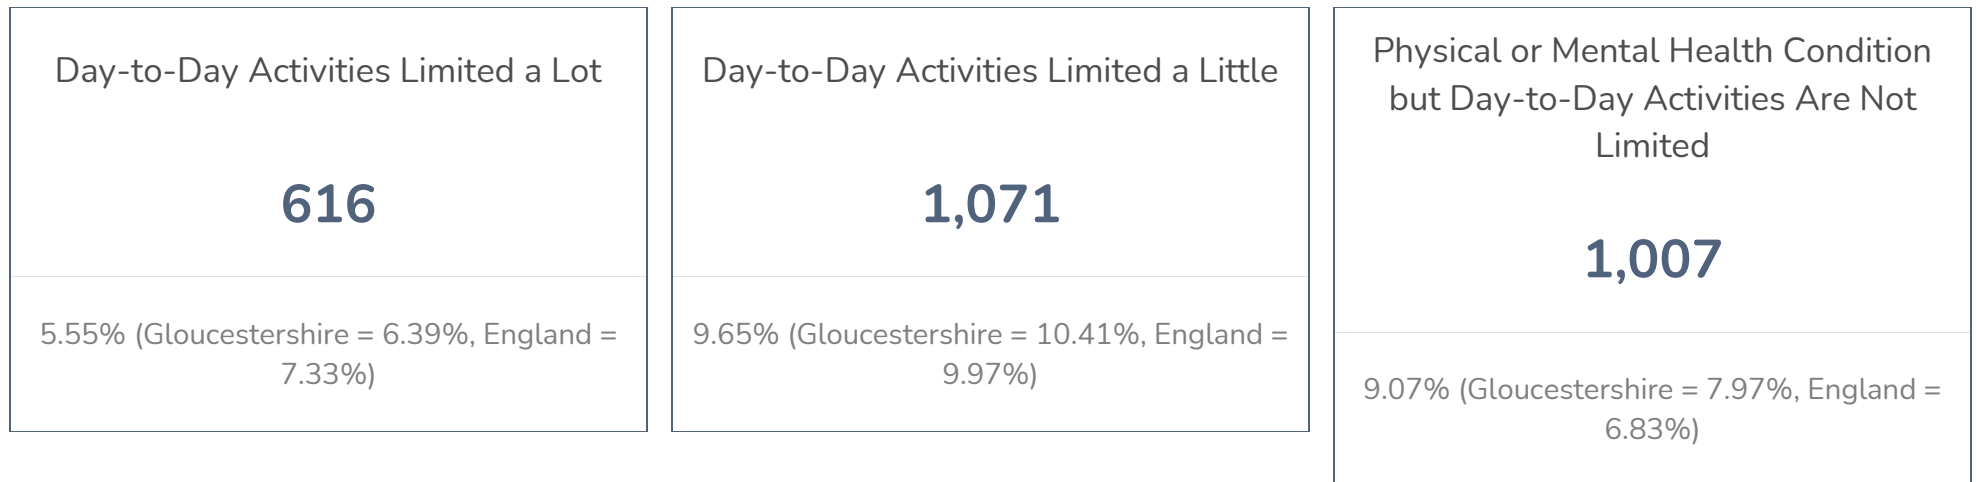 Day-to-Day Activities Limited a Lot
616
5.55% (Gloucestershire = 6.39%, England =
7.33%)
Day-to-Day Activities Limited a Little
1,071
9.65% (Gloucestershire = 10.41%, England =
9.97%)
Physical or Mental Health Condition
but Day-to-Day Activities Are Not
Limited
1,007
9.07% (Gloucestershire = 7.97%, England =
6.83%)